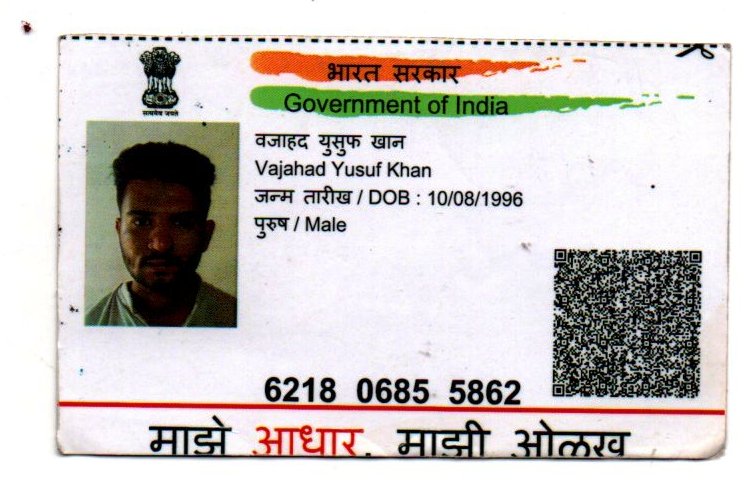 सत्यमेव जयते
भारत सरकार
Government of India
वजाहद युसुफ खान
Vajahad Yusuf Khan
जन्म तारीख / DOB : 10/08/1996
पुरुष / Male
6218 0685 5862
माझे आधार, माझी ओळख